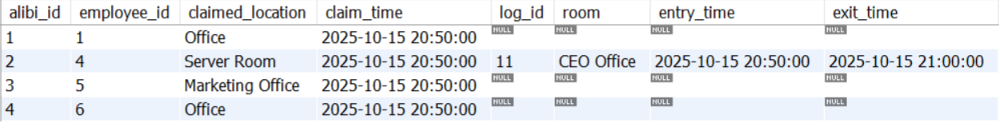 alibi_id employee_id claimed_location claim_time log_id room entry_time exit_time
1 1 Office 2025-10-15 20:50:00 NULL NULL NULL NULL
2 4 Server Room 2025-10-15 20:50:00 11 CEO Office 2025-10-15 20:50:00 2025-10-15 21:00:00
3 5 Marketing Office 2025-10-15 20:50:00 NULL NULL NULL NULL
4 6 Office 2025-10-15 20:50:00 NULL NULL NULL NULL